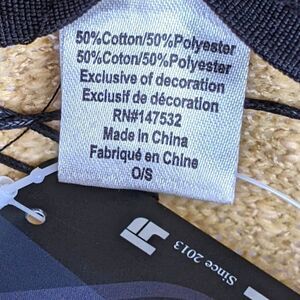 50%Cotton/50%Polyester
50%Coton/50%Polyester
Exclusive of decoration
Exclusif de décoration
RN#147532
Made in China
Fabriqué en Chine
O/S
Since 2013